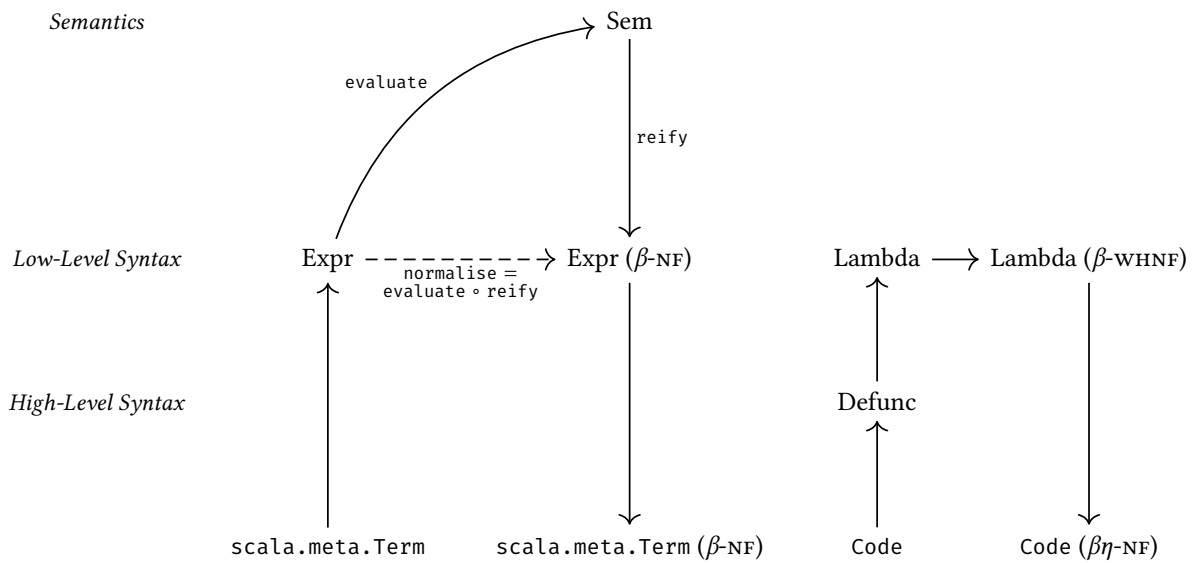 Semantics
Sem
evaluate
reify
Low-Level Syntax
Expr
normalise =
evaluate ∘ reify
Expr (β-NF)
Lambda
Lambda (β-WHNF)
High-Level Syntax
Defunc
scala.meta.Term
scala.meta.Term (β-NF)
Code
Code (βη-NF)